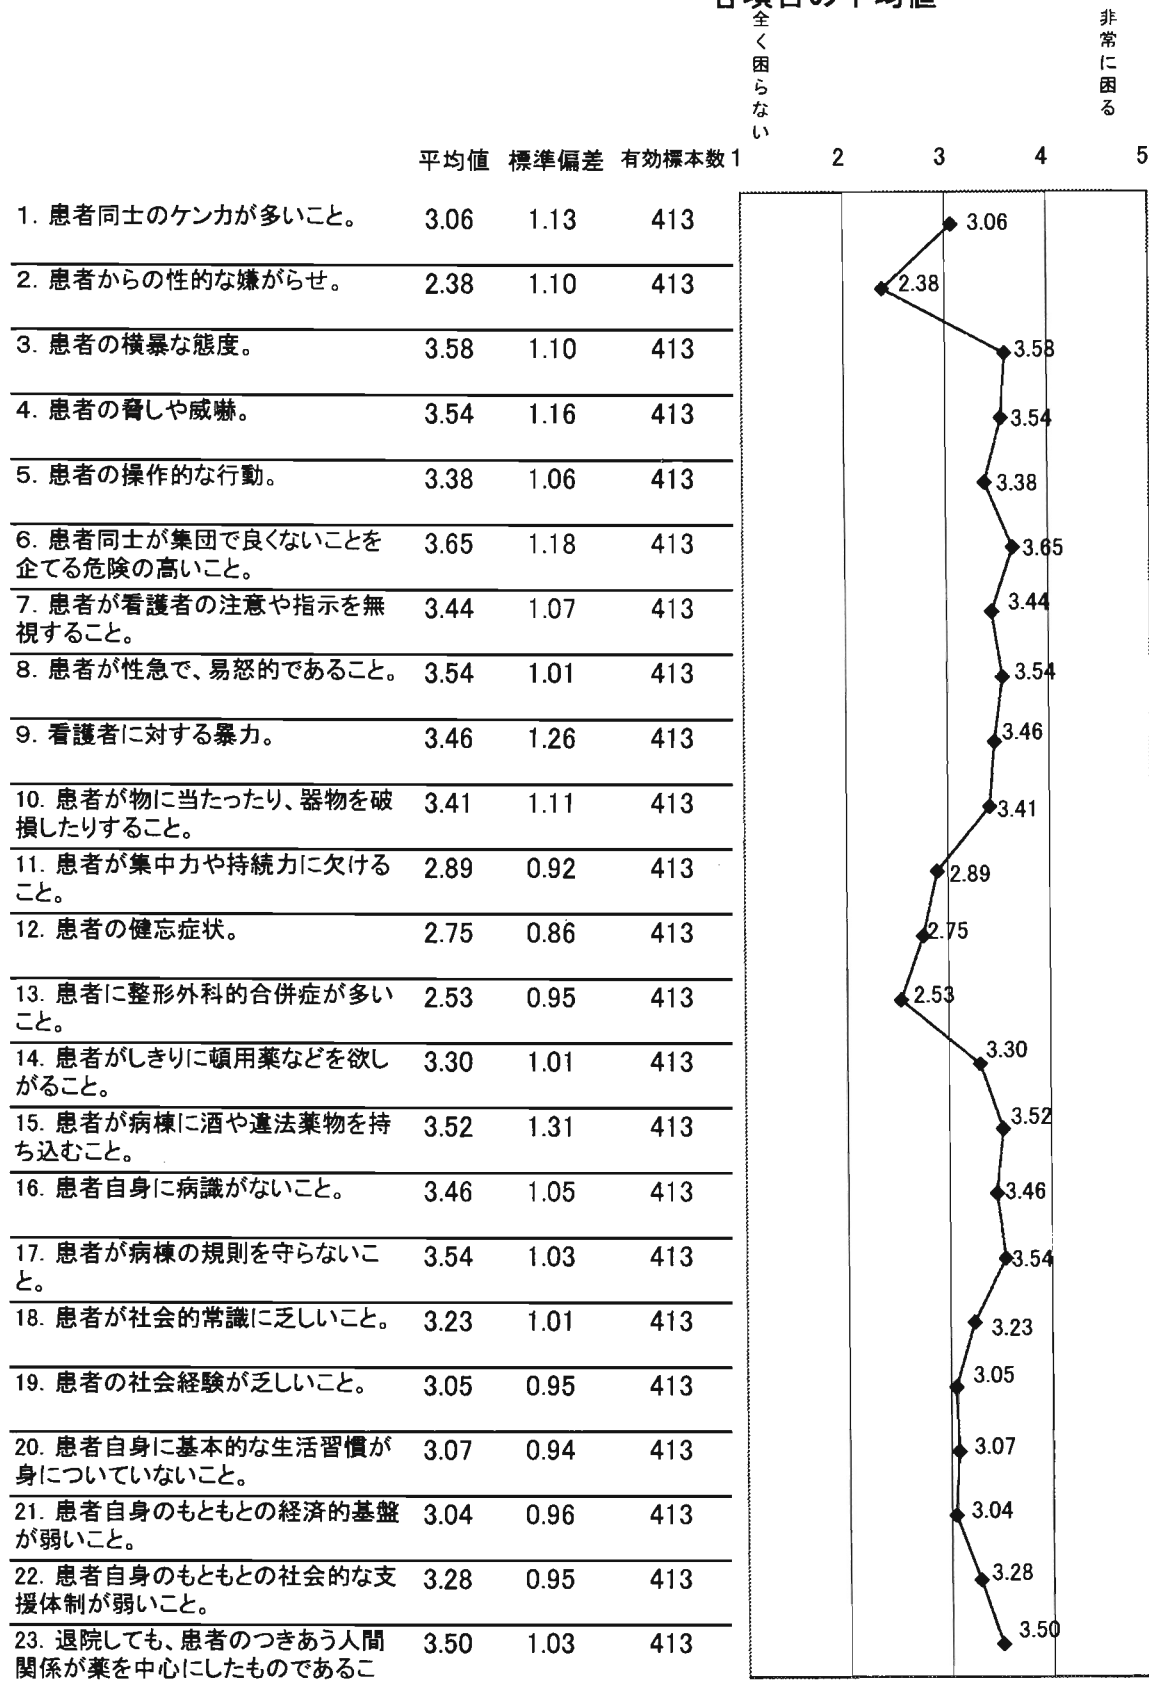 各項目の平均値
全く困らない
非常に困る
平均値 標準偏差 有効標本数 1 2 3 4 5
1. 患者同士のケンカが多いこと。 3.06 1.13 413 3.06
2. 患者からの性的な嫌がらせ。 2.38 1.10 413 2.38
3. 患者の横暴な態度。 3.58 1.10 413 3.58
4. 患者の脅しや威嚇。 3.54 1.16 413 3.54
5. 患者の操作的な行動。 3.38 1.06 413 3.38
6. 患者同士が集団で良くないことを 3.65 1.18 413 3.65
企てる危険の高いこと。
7. 患者が看護者の注意や指示を無 3.44 1.07 413 3.44
視すること。
8. 患者が性急で、易怒的であること。 3.54 1.01 413 3.54
9. 看護者に対する暴力。 3.46 1.26 413 3.46
10. 患者が物に当たったり、器物を破 3.41 1.11 413 3.41
損したりすること。
11. 患者が集中力や持続力に欠ける 2.89 0.92 413 2.89
こと。
12. 患者の健忘症状。 2.75 0.86 413 2.75
13. 患者に整形外科的合併症が多い 2.53 0.95 413 2.53
こと。
14. 患者がしきりに頓用薬などを欲し 3.30 1.01 413 3.30
がること。
15. 患者が病棟に酒や違法薬物を持 3.52 1.31 413 3.52
ち込むこと。
16. 患者自身に病識がないこと。 3.46 1.05 413 3.46
17. 患者が病棟の規則を守らないこ 3.54 1.03 413 3.54
と。
18. 患者が社会的常識に乏しいこと。 3.23 1.01 413 3.23
19. 患者の社会経験が乏しいこと。 3.05 0.95 413 3.05
20. 患者自身に基本的な生活習慣が 3.07 0.94 413 3.07
身についていないこと。
21. 患者自身のもともとの経済的基盤 3.04 0.96 413 3.04
が弱いこと。
22. 患者自身のもともとの社会的な支 3.28 0.95 413 3.28
援体制が弱いこと。
23. 退院しても、患者のつきあう人間 3.50 1.03 413 3.50
関係が薬を中心にしたものであるこ